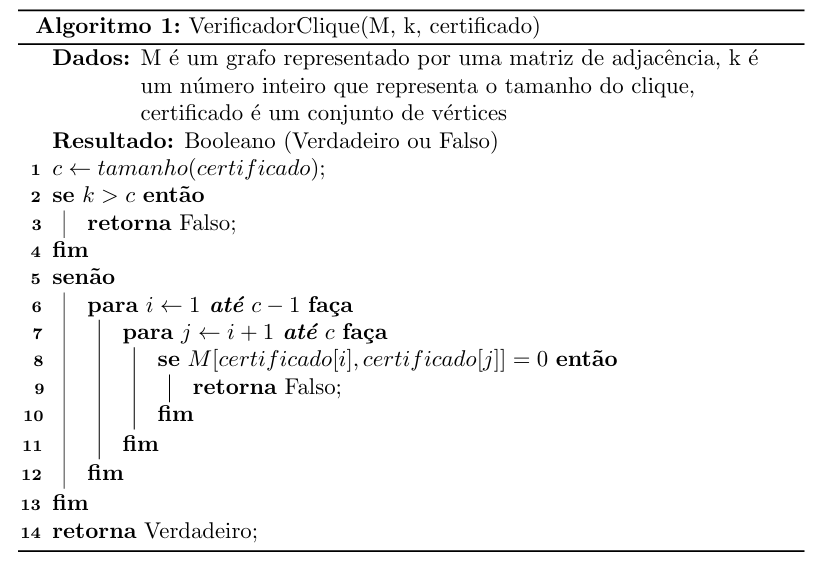 Algoritmo 1: VerificadorClique(M, k, certificado)
Dados: M é um grafo representado por uma matriz de adjacência, k é
um número inteiro que representa o tamanho do clique,
certificado é um conjunto de vértices
Resultado: Booleano (Verdadeiro ou Falso)
1 c ← tamanho(certificado);
2 se k > c então
3 retorna Falso;
4 fim
5 senão
6 para i ← 1 até c − 1 faça
7 para j ← i + 1 até c faça
8 se M[certificado[i], certificado[j]] = 0 então
9 retorna Falso;
10 fim
11 fim
12 fim
13 fim
14 retorna Verdadeiro;